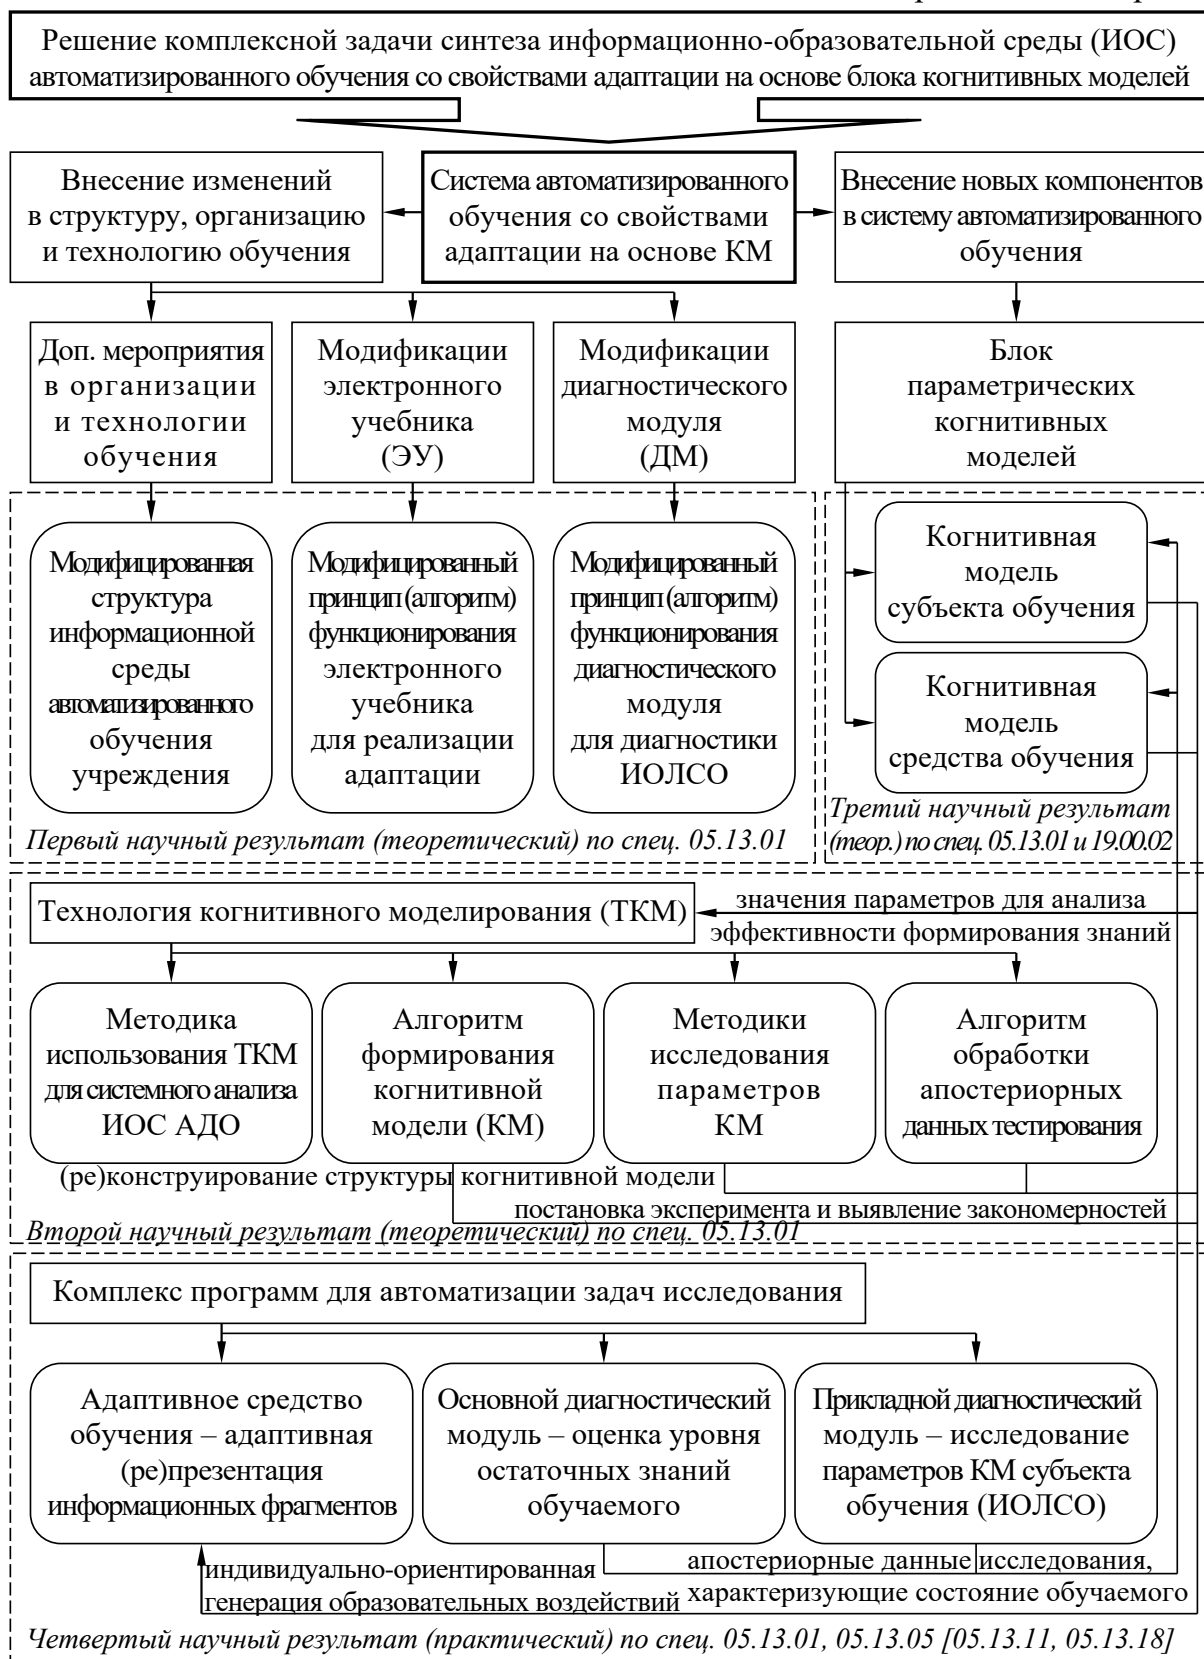 Решение комплексной задачи синтеза информационно-образовательной среды (ИОС)
автоматизированного обучения со свойствами адаптации на основе блока когнитивных моделей
Внесение изменений
в структуру, организацию
и технологию обучения
Система автоматизированного
обучения со свойствами
адаптации на основе КМ
Внесение новых компонентов
в систему автоматизированного
обучения
Доп. мероприятия
в организации
и технологии
обучения
Модификации
электронного
учебника
(ЭУ)
Модификации
диагностического
модуля
(ДМ)
Блок
параметрических
когнитивных
моделей
Модифицированная
структура
информационной
среды
автоматизированного
обучения
учреждения
Модифицированный
принцип (алгоритм)
функционирования
электронного
учебника
для реализации
адаптации
Модифицированный
принцип (алгоритм)
функционирования
диагностического
модуля
для диагностики
ИОЛСО
Когнитивная
модель
субъекта обучения
Когнитивная
модель
средства обучения
Первый научный результат (теоретический) по спец. 05.13.01
Третий научный результат
(теор.) по спец. 05.13.01 и 19.00.02
Технология когнитивного моделирования (ТКМ)
значения параметров для анализа
эффективности формирования знаний
Методика
использования ТКМ
для системного анализа
ИОС АДО
Алгоритм
формирования
когнитивной
модели (КМ)
Методики
исследования
параметров
КМ
Алгоритм
обработки
апостериорных
данных тестирования
(ре)конструирование структуры когнитивной модели
постановка эксперимента и выявление закономерностей
Второй научный результат (теоретический) по спец. 05.13.01
Комплекс программ для автоматизации задач исследования
Адаптивное средство
обучения – адаптивная
(ре)презентация
информационных фрагментов
Основной диагностический
модуль – оценка уровня
остаточных знаний
обучаемого
Прикладной диагностический
модуль – исследование
параметров КМ субъекта
обучения (ИОЛСО)
индивидуально-ориентированная
генерация образовательных воздействий
апостериорные данные исследования,
характеризующие состояние обучаемого
Четвертый научный результат (практический) по спец. 05.13.01, 05.13.05 [05.13.11, 05.13.18]